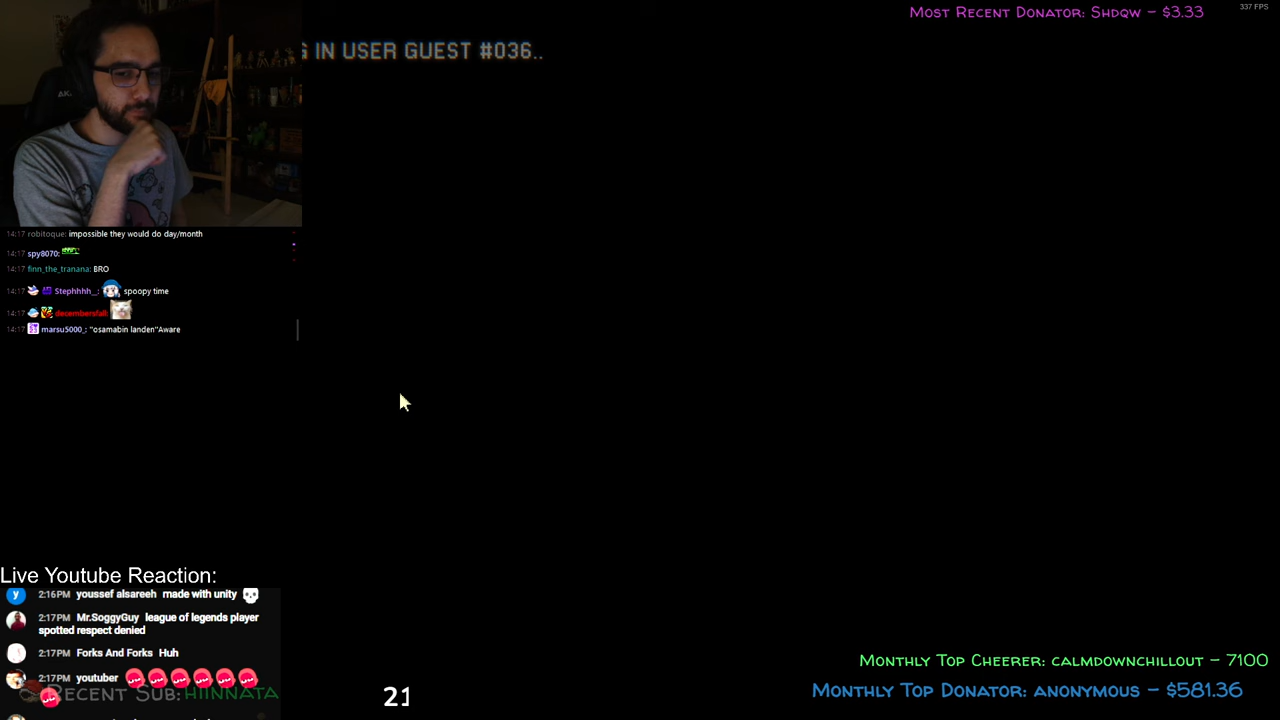 Most Recent Donator: Shdqw – $3.33
337 FPS
IN USER GUEST #036..
AK
14:17 robitoque: impossible they would do day/month
14:17 spy8070:
14:17 finn_the_tranana: BRO
14:17 Stephhhh_: spoopy time
14:17 decembersfall:
14:17 marsu5000_: "osamabin landen"Aware
Live Youtube Reaction:
y 2:16PM youssef alsareeh made with unity
2:17PM Mr.SoggyGuy league of legends player
spotted respect denied
2:17PM Forks And Forks Huh
2:17PM youtuber
Recent Sub: HIINNATA
21
Monthly Top Cheerer: calmdownchillout – 7100
Monthly Top Donator: anonymous – $581.36